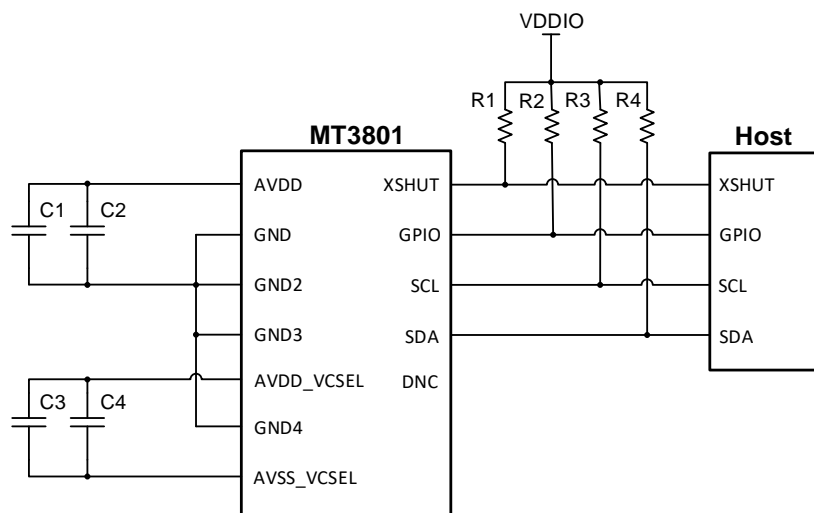 VDDIO
R1 R2 R3 R4
MT3801
Host
C1 C2
AVDD
GND
GND2
GND3
AVDD_VCSEL
GND4
AVSS_VCSEL
C3 C4
XSHUT
GPIO
SCL
SDA
DNC
XSHUT
GPIO
SCL
SDA